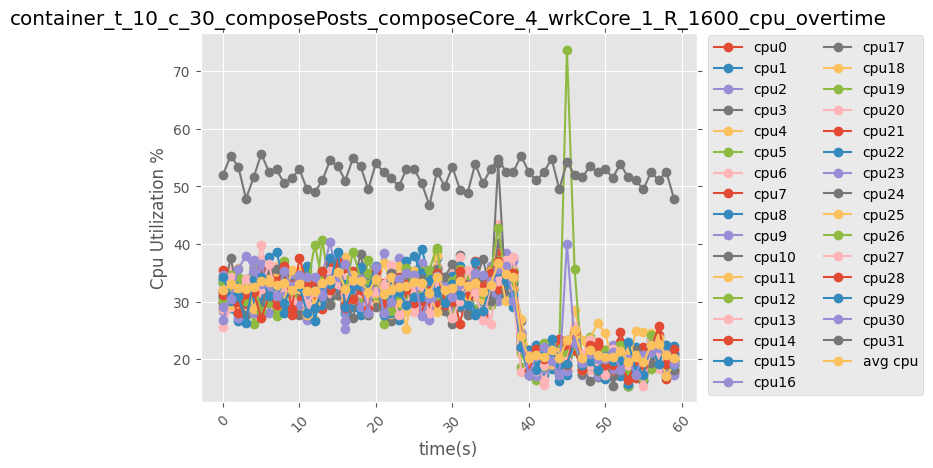 container_t_10_c_30_composePosts_composeCore_4_wrkCore_1_R_1600_cpu_overtime
Cpu Utilization %
70
60
50
40
30
20
0
10
20
30
40
50
60
time(s)
cpu0
cpu1
cpu2
cpu3
cpu4
cpu5
cpu6
cpu7
cpu8
cpu9
cpu10
cpu11
cpu12
cpu13
cpu14
cpu15
cpu16
cpu17
cpu18
cpu19
cpu20
cpu21
cpu22
cpu23
cpu24
cpu25
cpu26
cpu27
cpu28
cpu29
cpu30
cpu31
avg cpu